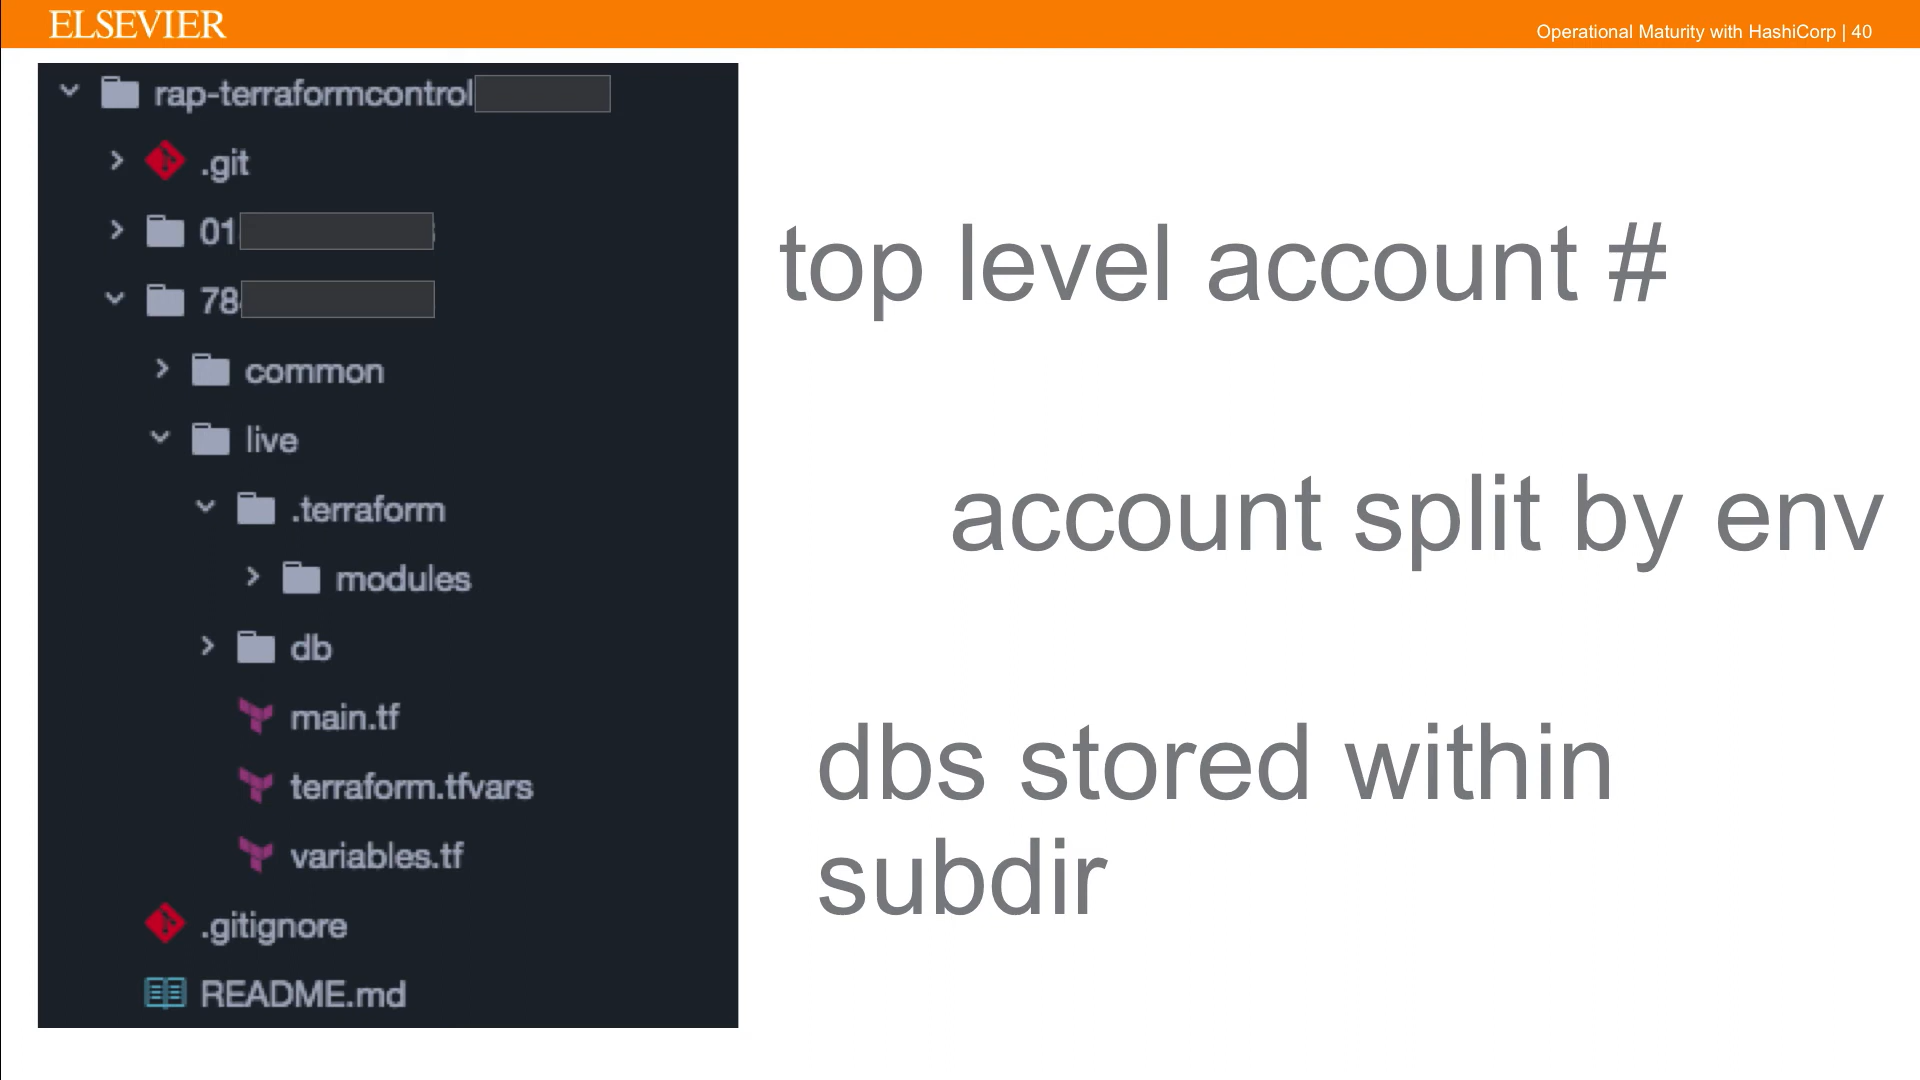 ELSEVIER
Operational Maturity with HashiCorp | 40
rap-terraformcontrol
.git
01
78
common
live
.terraform
modules
db
main.tf
terraform.tfvars
variables.tf
.gitignore
README.md
top level account #
account split by env
dbs stored within
subdir